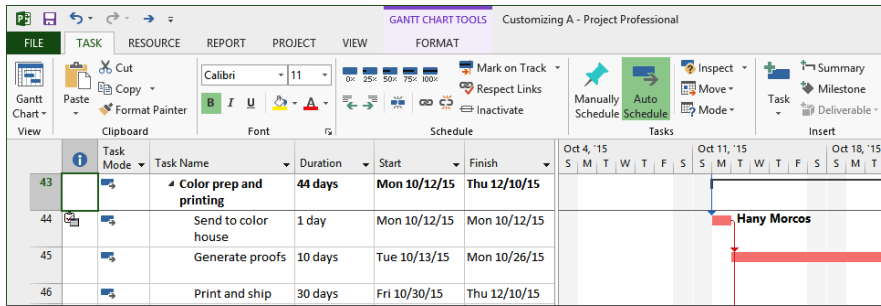 GANTT CHART TOOLS Customizing A - Project Professional
FILE TASK RESOURCE REPORT PROJECT VIEW FORMAT
Cut
Copy
Format Painter
Gantt
Chart
Paste
Calibri 11
B I U A
0% 25% 50% 75% 100%
Mark on Track
Respect Links
Inactivate
Manually
Schedule
Auto
Schedule
Inspect
Move
Mode
Task
Summary
Milestone
Deliverable
View Clipboard Font Schedule Tasks Insert
Task
Mode
Task Name Duration Start Finish
Oct 4, '15 Oct 11, '15 Oct 18, '15
S M T W T F S S M T W T F S S M T
43 Color prep and 44 days Mon 10/12/15 Thu 12/10/15
printing
44 Send to color 1 day Mon 10/12/15 Mon 10/12/15 Hany Morcos
house
45 Generate proofs 10 days Tue 10/13/15 Mon 10/26/15
46 Print and ship 30 days Fri 10/30/15 Thu 12/10/15